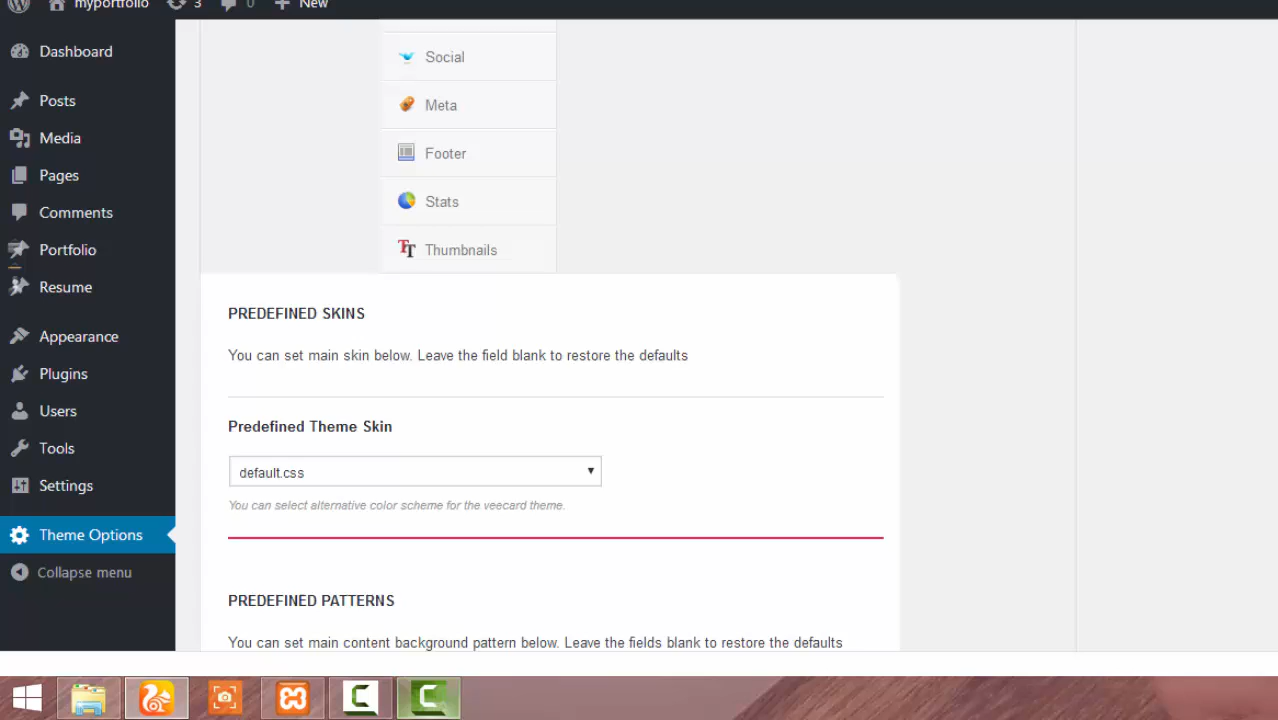 myportfolio 3 0 New
Dashboard
Posts
Media
Pages
Comments
Portfolio
Resume
Appearance
Plugins
Users
Tools
Settings
Theme Options
Collapse menu
Social
Meta
Footer
Stats
Thumbnails
PREDEFINED SKINS
You can set main skin below. Leave the field blank to restore the defaults
Predefined Theme Skin
default.css
You can select alternative color scheme for the veecard theme.
PREDEFINED PATTERNS
You can set main content background pattern below. Leave the fields blank to restore the defaults